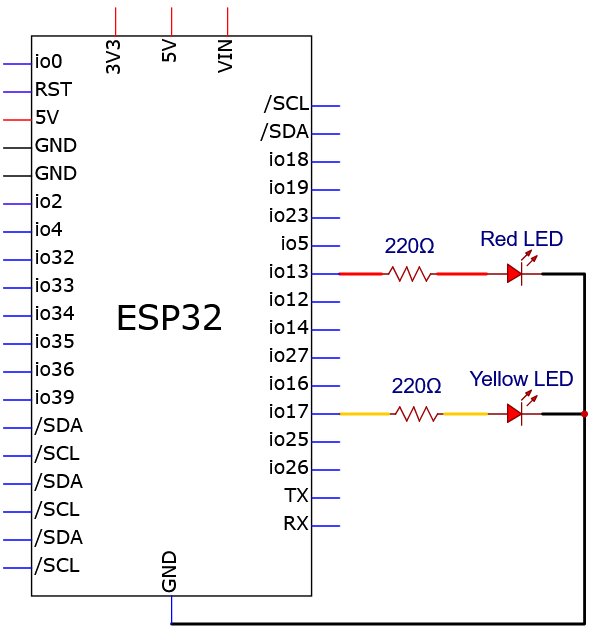 3V3
5V
VIN
io0
RST
5V
GND
GND
io2
io4
io32
io33
io34
io35
io36
io39
/SDA
/SCL
/SDA
/SCL
/SDA
/SCL
ESP32
GND
/SCL
/SDA
io18
io19
io23
io5
io13
io12
io14
io27
io16
io17
io25
io26
TX
RX
220Ω
Red LED
220Ω
Yellow LED